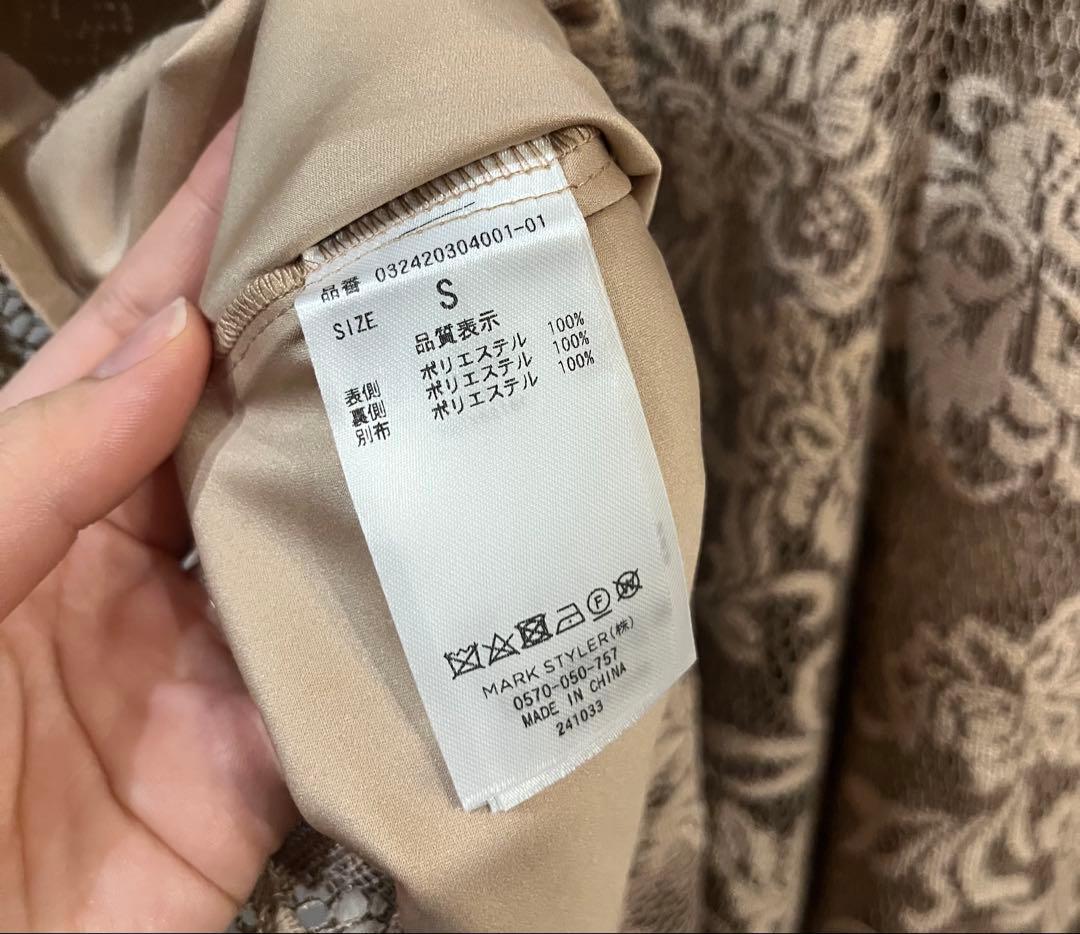 品番 032420304001-01
SIZE S
品質表示
表側 ポリエステル 100%
裏側 ポリエステル 100%
別布 ポリエステル 100%
F W
MARK STYLER(株)
0570-050-757
MADE IN CHINA
241033